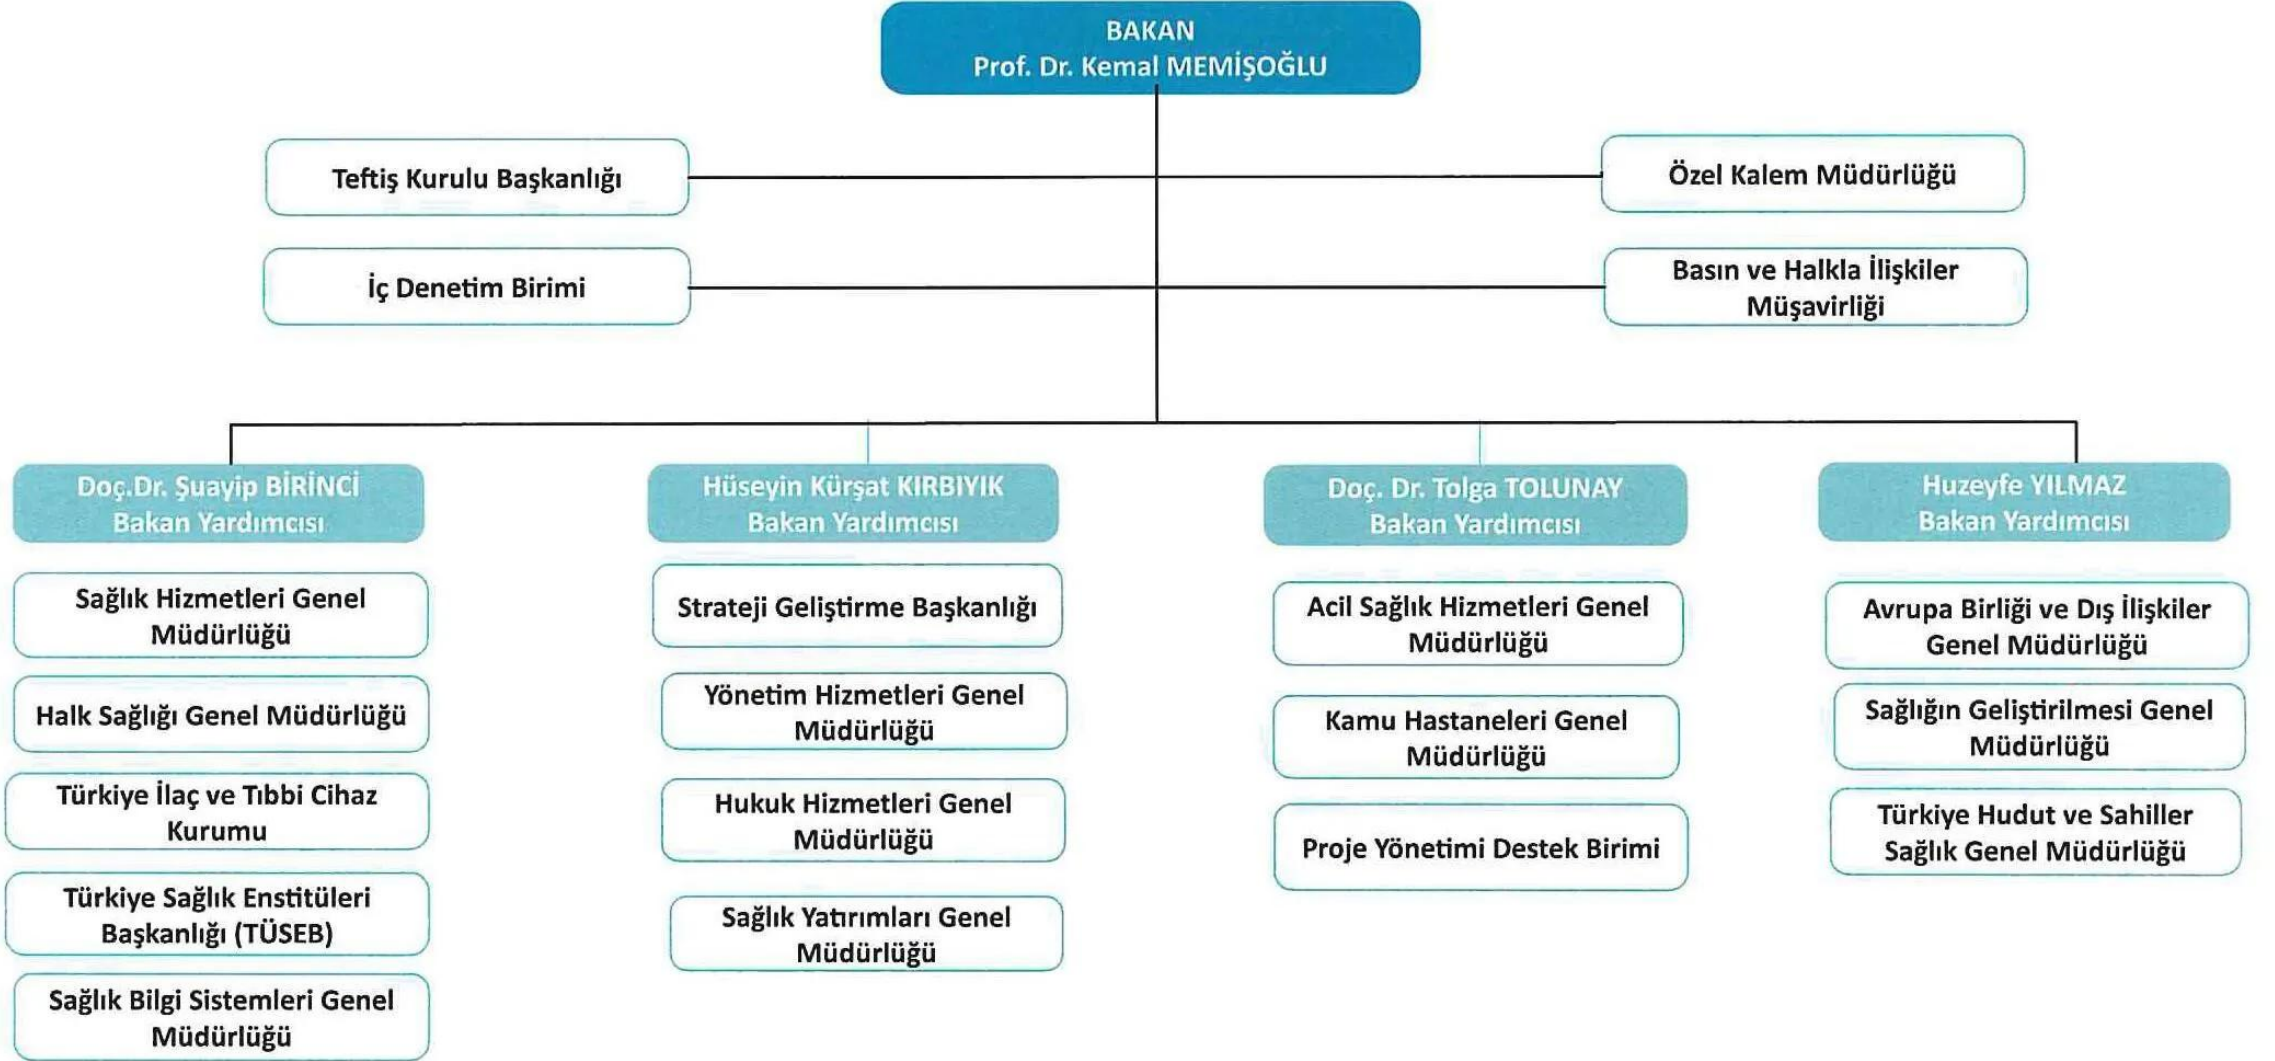 BAKAN
Prof. Dr. Kemal MEMİŞOĞLU
Teftiş Kurulu Başkanlığı
Özel Kalem Müdürlüğü
İç Denetim Birimi
Basın ve Halkla İlişkiler
Müşavirliği
Doç.Dr. Şuayip BİRİNCİ
Bakan Yardımcısı
Sağlık Hizmetleri Genel
Müdürlüğü
Halk Sağlığı Genel Müdürlüğü
Türkiye İlaç ve Tıbbi Cihaz
Kurumu
Türkiye Sağlık Enstitüleri
Başkanlığı (TÜSEB)
Sağlık Bilgi Sistemleri Genel
Müdürlüğü
Hüseyin Kürşat KIRBIYIK
Bakan Yardımcısı
Strateji Geliştirme Başkanlığı
Yönetim Hizmetleri Genel
Müdürlüğü
Hukuk Hizmetleri Genel
Müdürlüğü
Sağlık Yatırımları Genel
Müdürlüğü
Doç. Dr. Tolga TOLUNAY
Bakan Yardımcısı
Acil Sağlık Hizmetleri Genel
Müdürlüğü
Kamu Hastaneleri Genel
Müdürlüğü
Proje Yönetimi Destek Birimi
Huzeyfe YILMAZ
Bakan Yardımcısı
Avrupa Birliği ve Dış İlişkiler
Genel Müdürlüğü
Sağlığın Geliştirilmesi Genel
Müdürlüğü
Türkiye Hudut ve Sahiller
Sağlık Genel Müdürlüğü